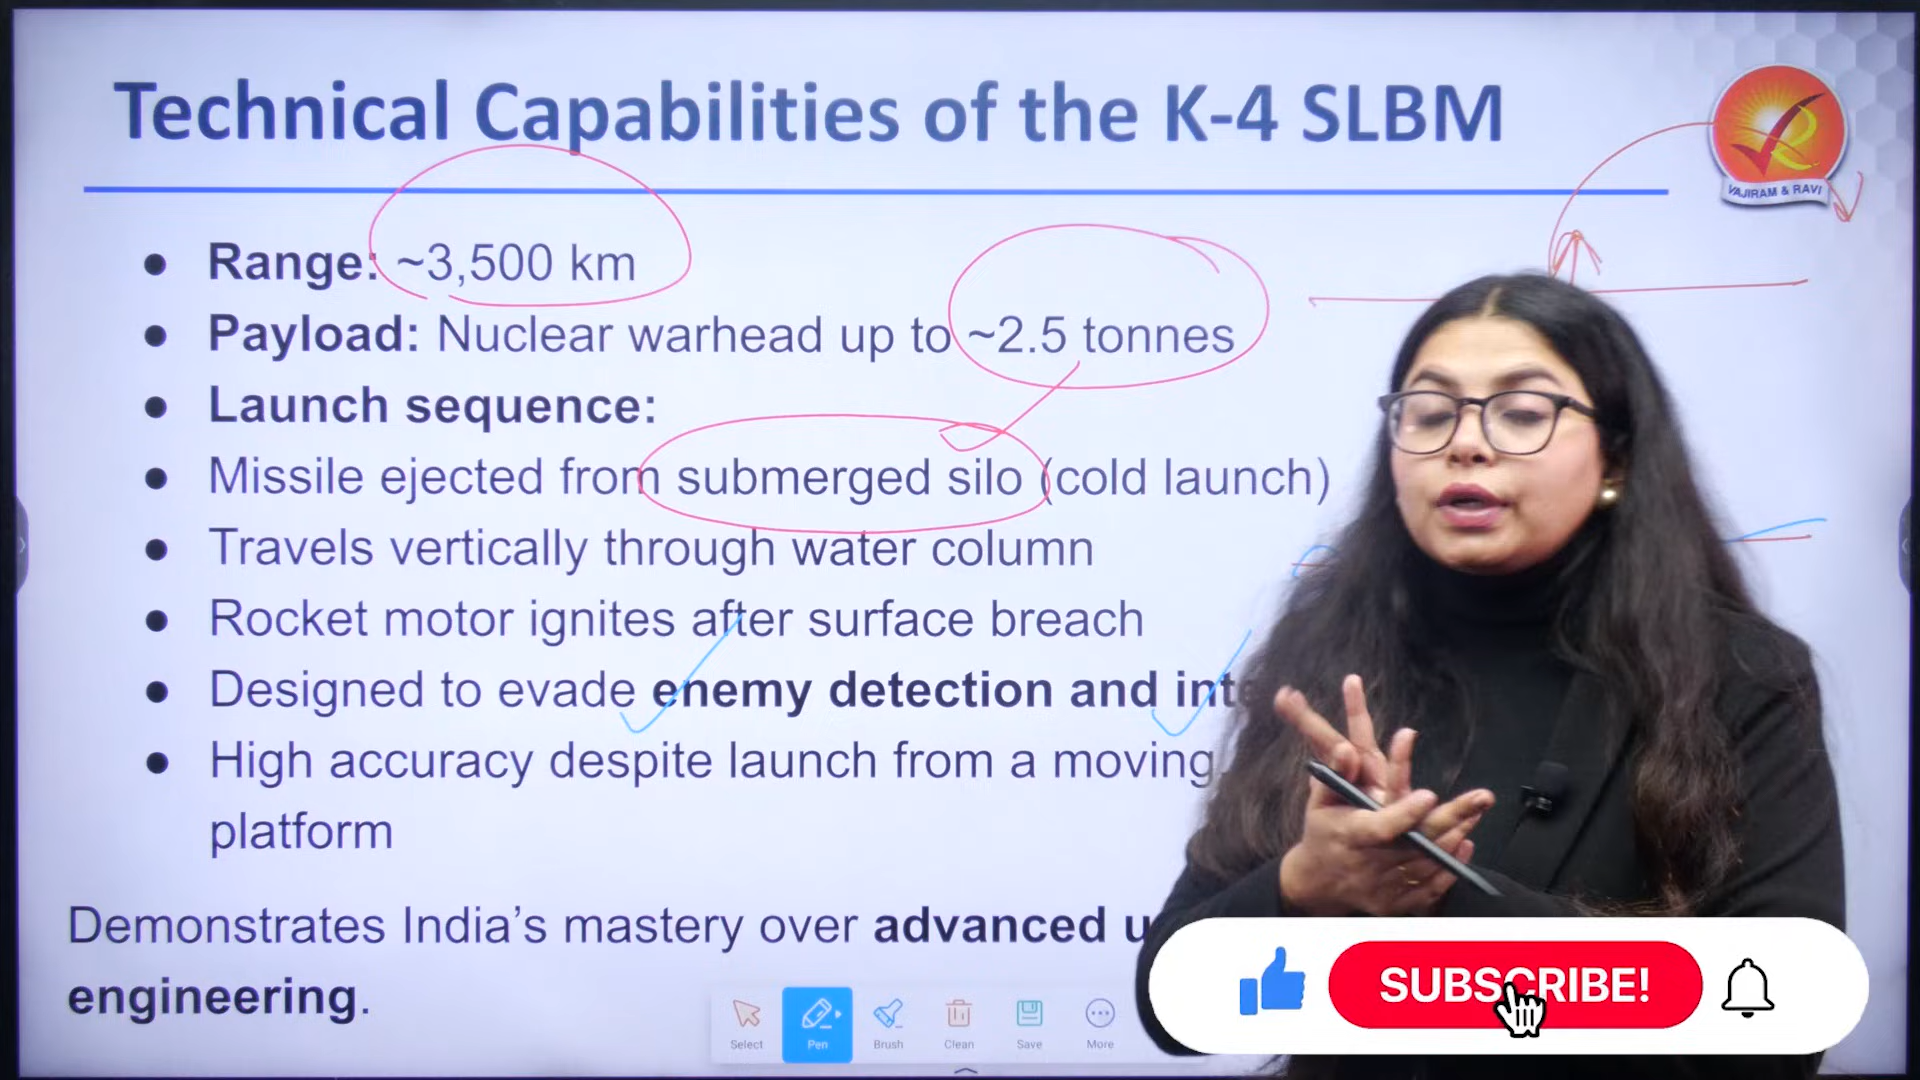 Technical Capabilities of the K-4 SLBM
VAJIRAM & RAVI
● Range: ~3,500 km
● Payload: Nuclear warhead up to ~2.5 tonnes
● Launch sequence:
● Missile ejected from submerged silo (cold launch)
● Travels vertically through water column
● Rocket motor ignites after surface breach
● Designed to evade enemy detection and
● High accuracy despite launch from a moving
platform
Demonstrates India’s mastery over advanced
engineering.
Select Pen Brush Clean Save More
SUBSCRIBE!